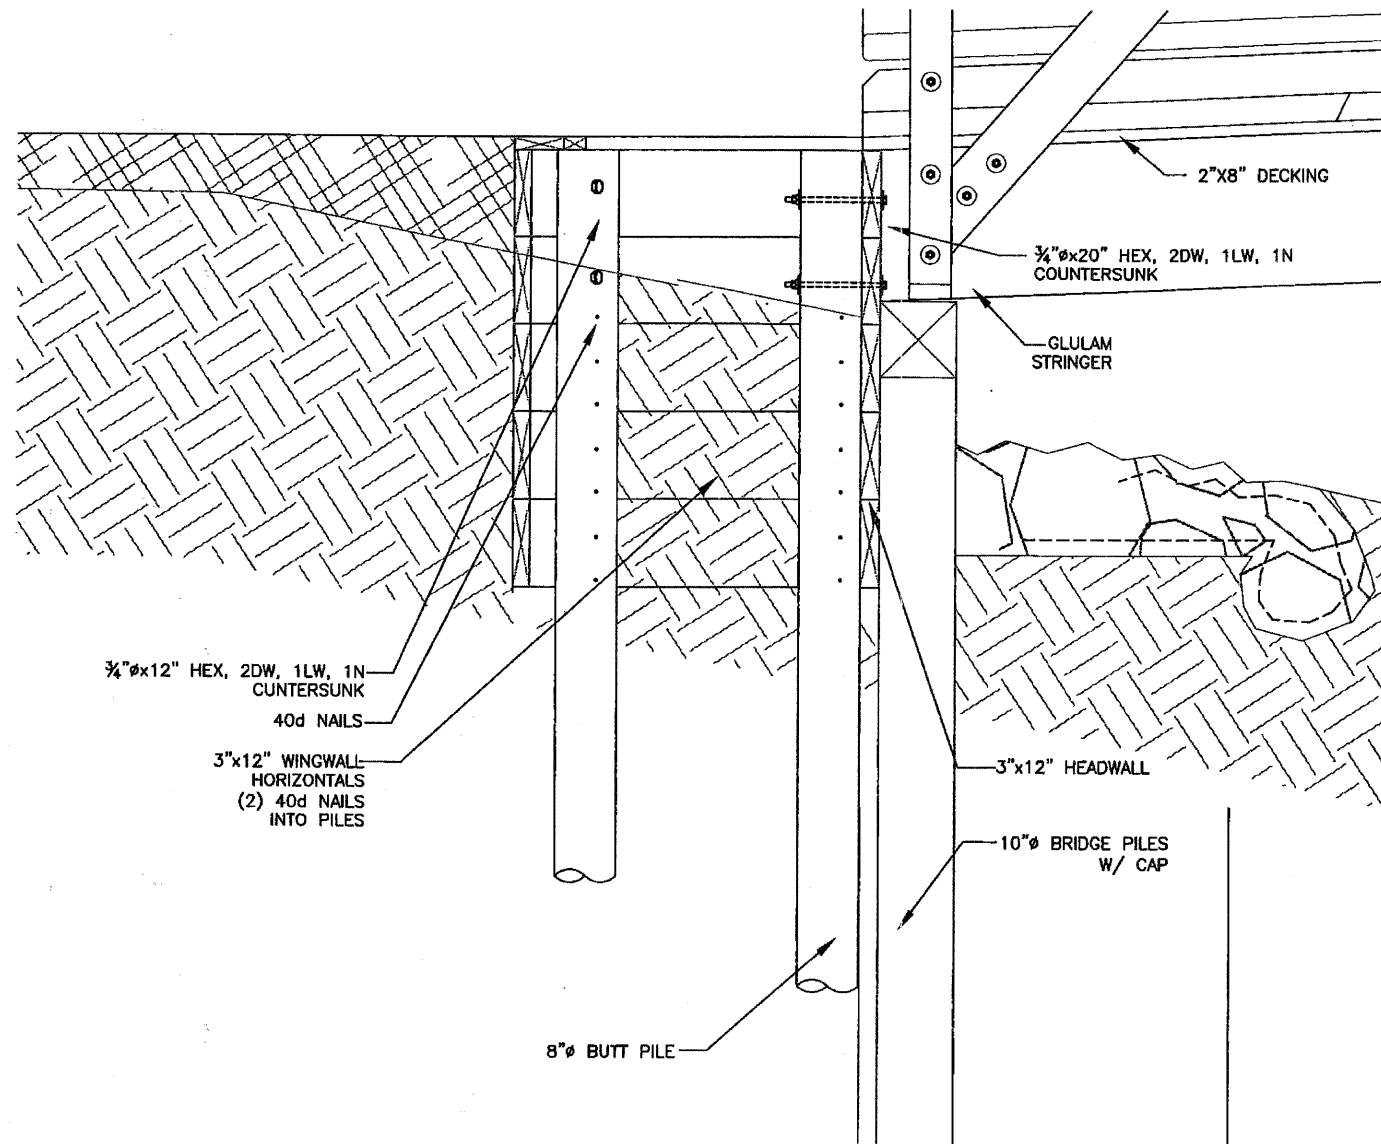 2"X8" DECKING
¾"øx20" HEX, 2DW, 1LW, 1N
COUNTERSUNK
GLULAM
STRINGER
¾"øx12" HEX, 2DW, 1LW, 1N
CUNTERSUNK
40d NAILS
3"x12" WINGWALL
HORIZONTALS
(2) 40d NAILS
INTO PILES
3"x12" HEADWALL
10"ø BRIDGE PILES
W/ CAP
8"ø BUTT PILE